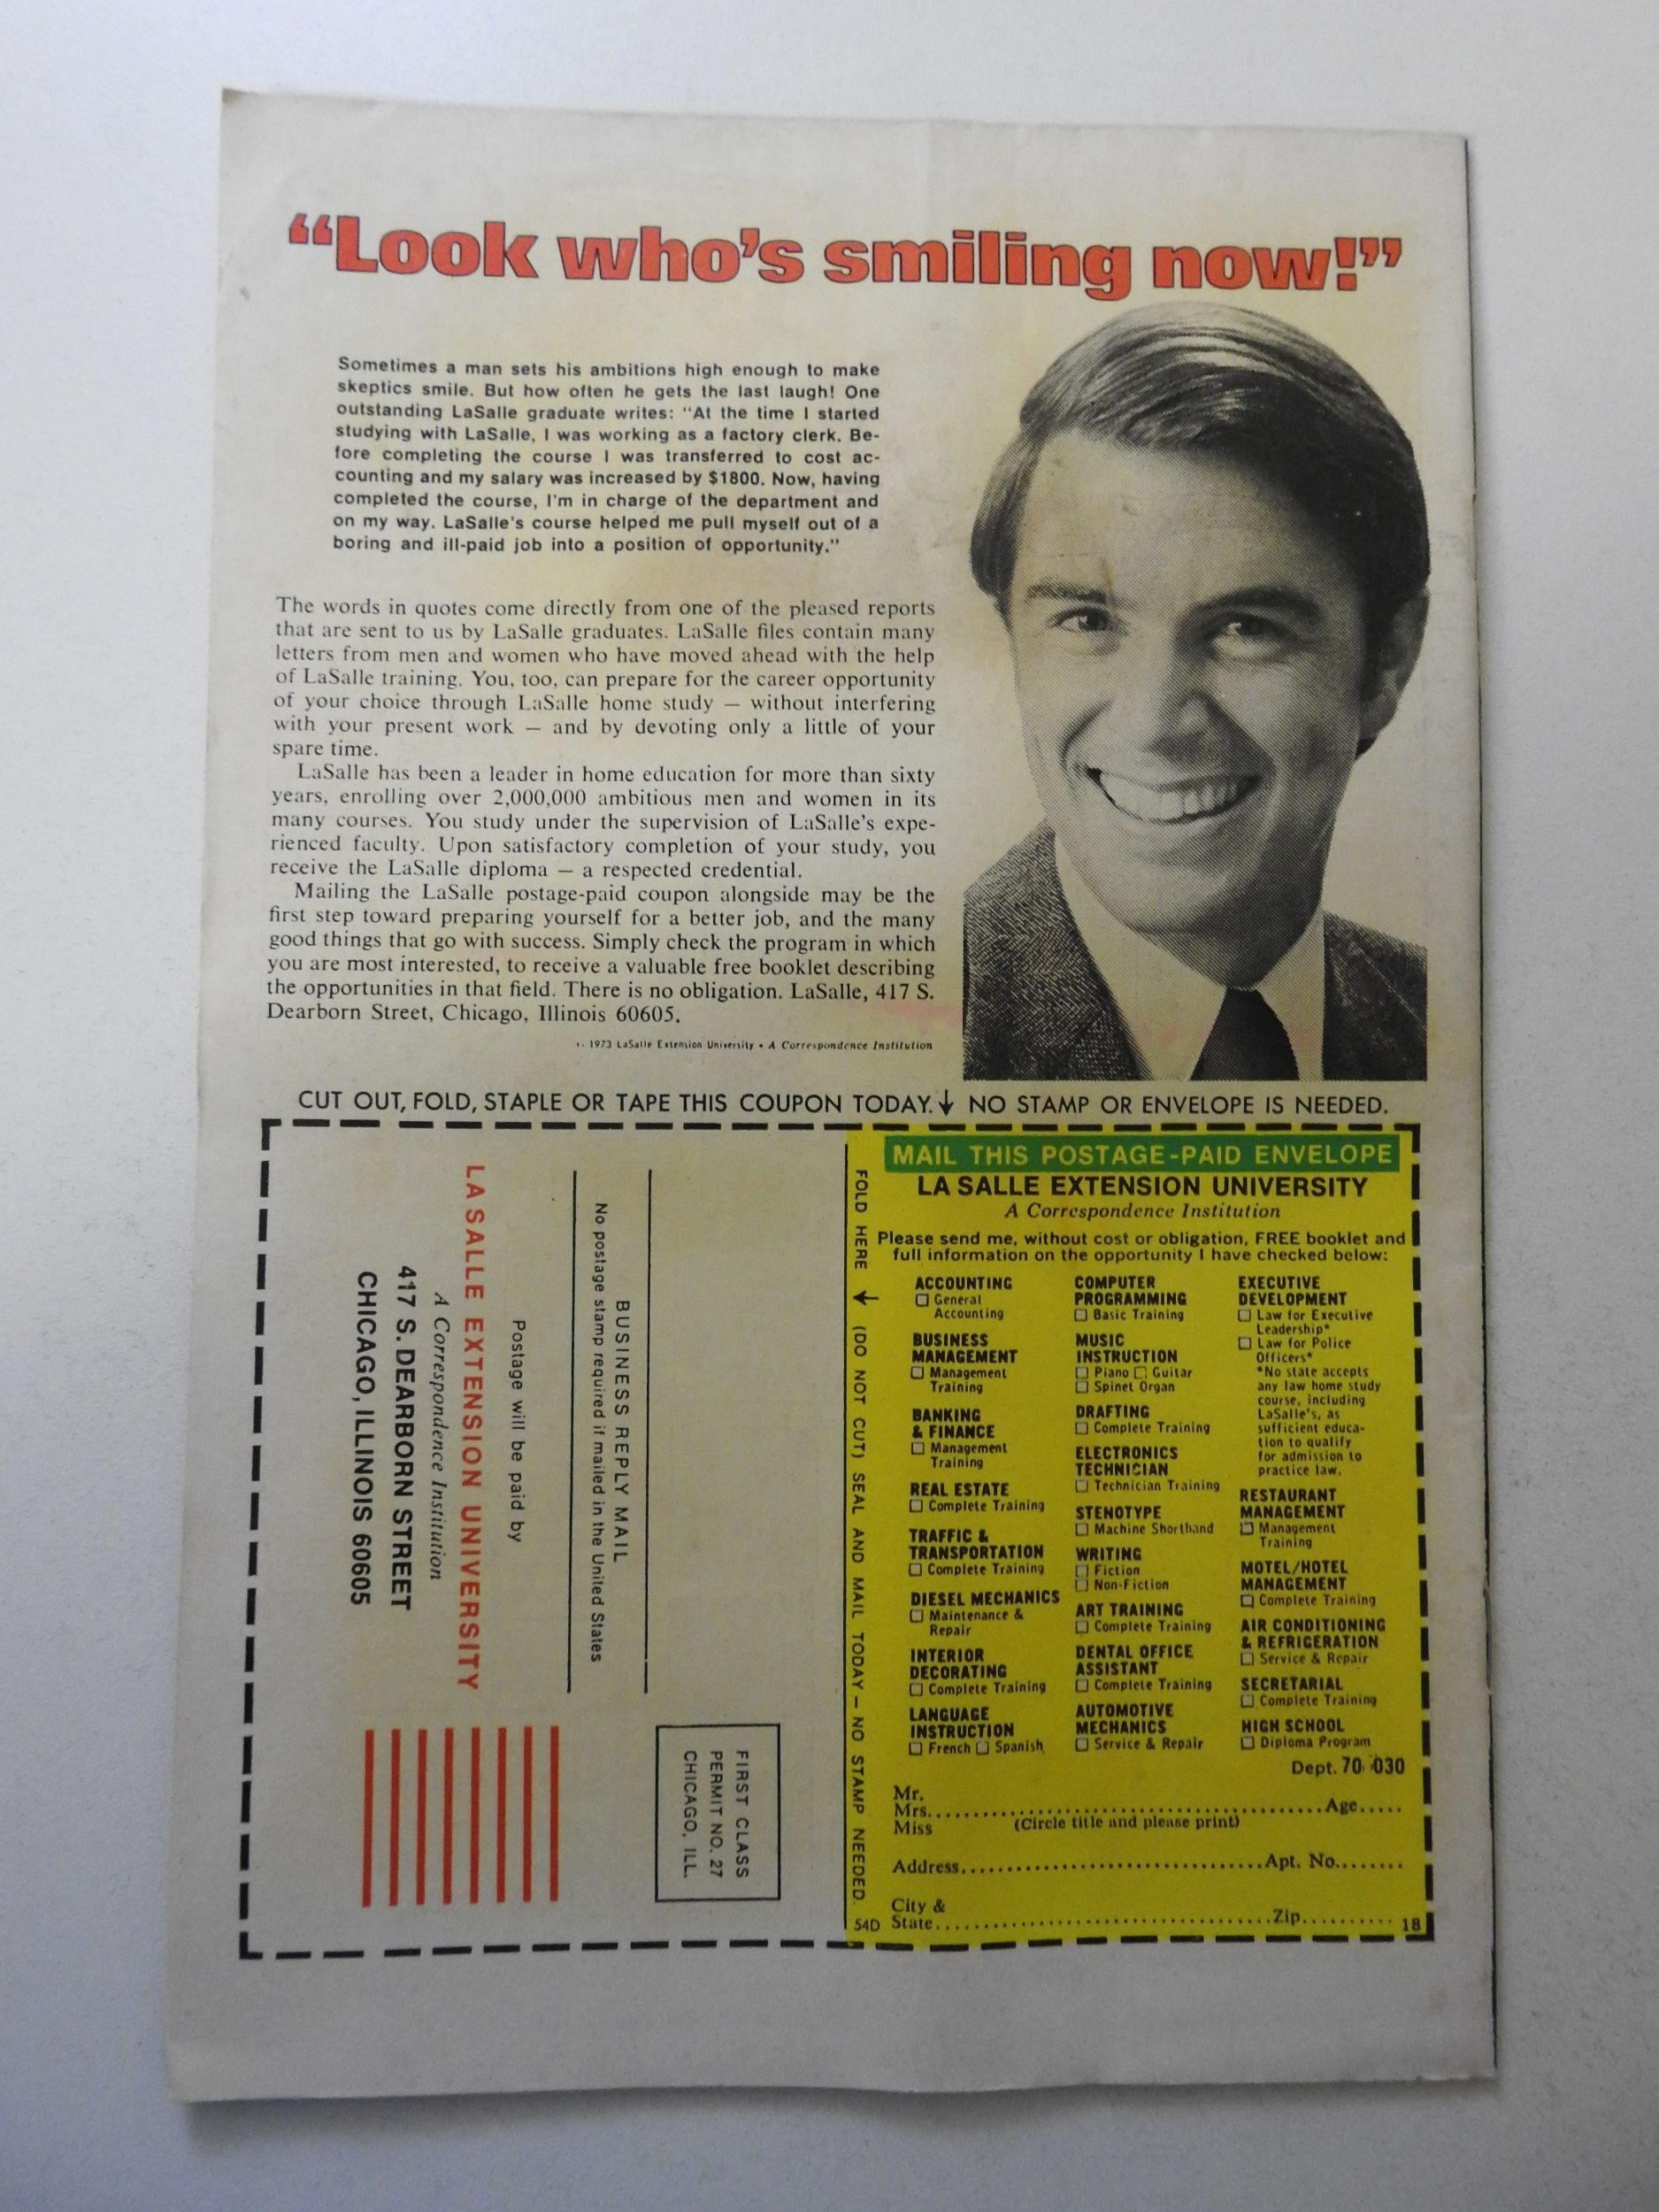 “Look who’s smiling now!”
Sometimes a man sets his ambitions high enough to make
skeptics smile. But how often he gets the last laugh! One
outstanding LaSalle graduate writes: “At the time I started
studying with LaSalle, I was working as a factory clerk. Be-
fore completing the course I was transferred to cost ac-
counting and my salary was increased by $1800. Now, having
completed the course, I’m in charge of the department and
on my way. LaSalle’s course helped me pull myself out of a
boring and ill-paid job into a position of opportunity.”
The words in quotes come directly from one of the pleased reports
that are sent to us by LaSalle graduates. LaSalle files contain many
letters from men and women who have moved ahead with the help
of LaSalle training. You, too, can prepare for the career opportunity
of your choice through LaSalle home study — without interfering
with your present work — and by devoting only a little of your
spare time.
LaSalle has been a leader in home education for more than sixty
years, enrolling over 2,000,000 ambitious men and women in its
many courses. You study under the supervision of LaSalle’s expe-
rienced faculty. Upon satisfactory completion of your study, you
receive the LaSalle diploma — a respected credential.
Mailing the LaSalle postage-paid coupon alongside may be the
first step toward preparing yourself for a better job, and the many
good things that go with success. Simply check the program in which
you are most interested, to receive a valuable free booklet describing
the opportunities in that field. There is no obligation. LaSalle, 417 S.
Dearborn Street, Chicago, Illinois 60605.
1973 LaSalle Extension University • A Correspondence Institution
CUT OUT, FOLD, STAPLE OR TAPE THIS COUPON TODAY. ↓ NO STAMP OR ENVELOPE IS NEEDED.
FIRST CLASS
PERMIT NO. 27
CHICAGO, ILL.
BUSINESS REPLY MAIL
No postage stamp required if mailed in the United States
Postage will be paid by
LA SALLE EXTENSION UNIVERSITY
A Correspondence Institution
417 S. DEARBORN STREET
CHICAGO, ILLINOIS 60605
FOLD HERE (DO NOT CUT) SEAL AND MAIL TODAY — NO STAMP NEEDED.
MAIL THIS POSTAGE-PAID ENVELOPE
LA SALLE EXTENSION UNIVERSITY
A Correspondence Institution
Please send me, without cost or obligation, FREE booklet and
full information on the opportunity I have checked below:
ACCOUNTING
☐ General
Accounting
BUSINESS
MANAGEMENT
☐ Management
Training
BANKING
& FINANCE
☐ Management
Training
REAL ESTATE
☐ Complete Training
TRAFFIC &
TRANSPORTATION
☐ Complete Training
DIESEL MECHANICS
☐ Maintenance &
Repair
INTERIOR
DECORATING
☐ Complete Training
LANGUAGE
INSTRUCTION
☐ French ☐ Spanish
COMPUTER
PROGRAMMING
☐ Basic Training
MUSIC
INSTRUCTION
☐ Piano ☐ Guitar
☐ Spinet Organ
DRAFTING
☐ Complete Training
ELECTRONICS
TECHNICIAN
☐ Technician Training
STENOTYPE
☐ Machine Shorthand
WRITING
☐ Fiction
☐ Non-Fiction
ART TRAINING
☐ Complete Training
DENTAL OFFICE
ASSISTANT
☐ Complete Training
AUTOMOTIVE
MECHANICS
☐ Service & Repair
EXECUTIVE
DEVELOPMENT
☐ Law for Executive
Leadership*
☐ Law for Police
Officers*
*No state accepts
any law home study
course, including
LaSalle’s, as
sufficient educa-
tion to qualify
for admission to
practice law.
RESTAURANT
MANAGEMENT
☐ Management
Training
MOTEL/HOTEL
MANAGEMENT
☐ Complete Training
AIR CONDITIONING
& REFRIGERATION
☐ Service & Repair
SECRETARIAL
☐ Complete Training
HIGH SCHOOL
☐ Diploma Program
Dept. 70-030
Mr.
Mrs. Age
Miss (Circle title and please print)
Address Apt. No.
City &
State Zip
54D 18